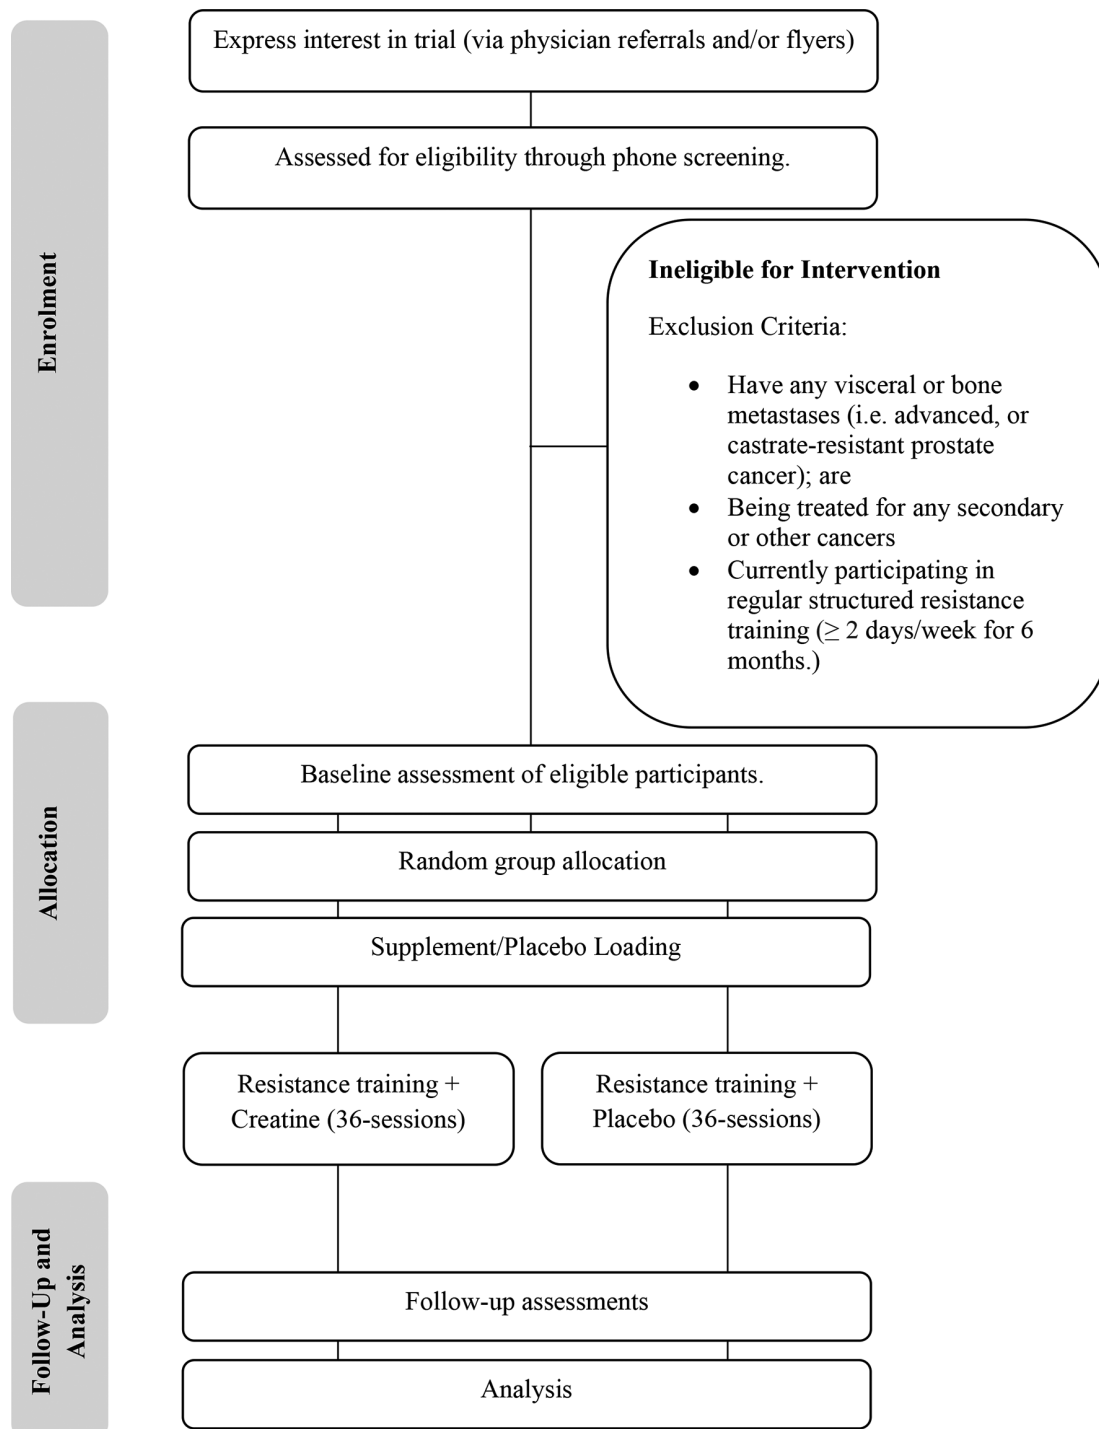 Express interest in trial (via physician referrals and/or flyers)
Assessed for eligibility through phone screening.
Enrolment
Ineligible for Intervention
Exclusion Criteria:
• Have any visceral or bone
metastases (i.e. advanced, or
castrate-resistant prostate
cancer); are
• Being treated for any secondary
or other cancers
• Currently participating in
regular structured resistance
training (≥ 2 days/week for 6
months.)
Allocation
Baseline assessment of eligible participants.
Random group allocation
Supplement/Placebo Loading
Resistance training +
Creatine (36-sessions)
Resistance training +
Placebo (36-sessions)
Follow-Up and
Analysis
Follow-up assessments
Analysis